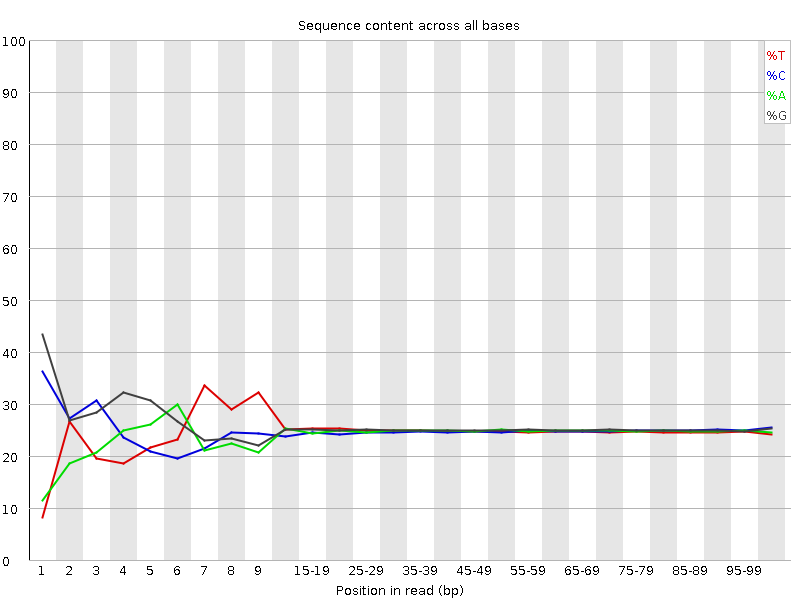 Sequence content across all bases
100
90
80
70
60
50
40
30
20
10
0
%T
%C
%A
%G
1 2 3 4 5 6 7 8 9 15-19 25-29 35-39 45-49 55-59 65-69 75-79 85-89 95-99
Position in read (bp)